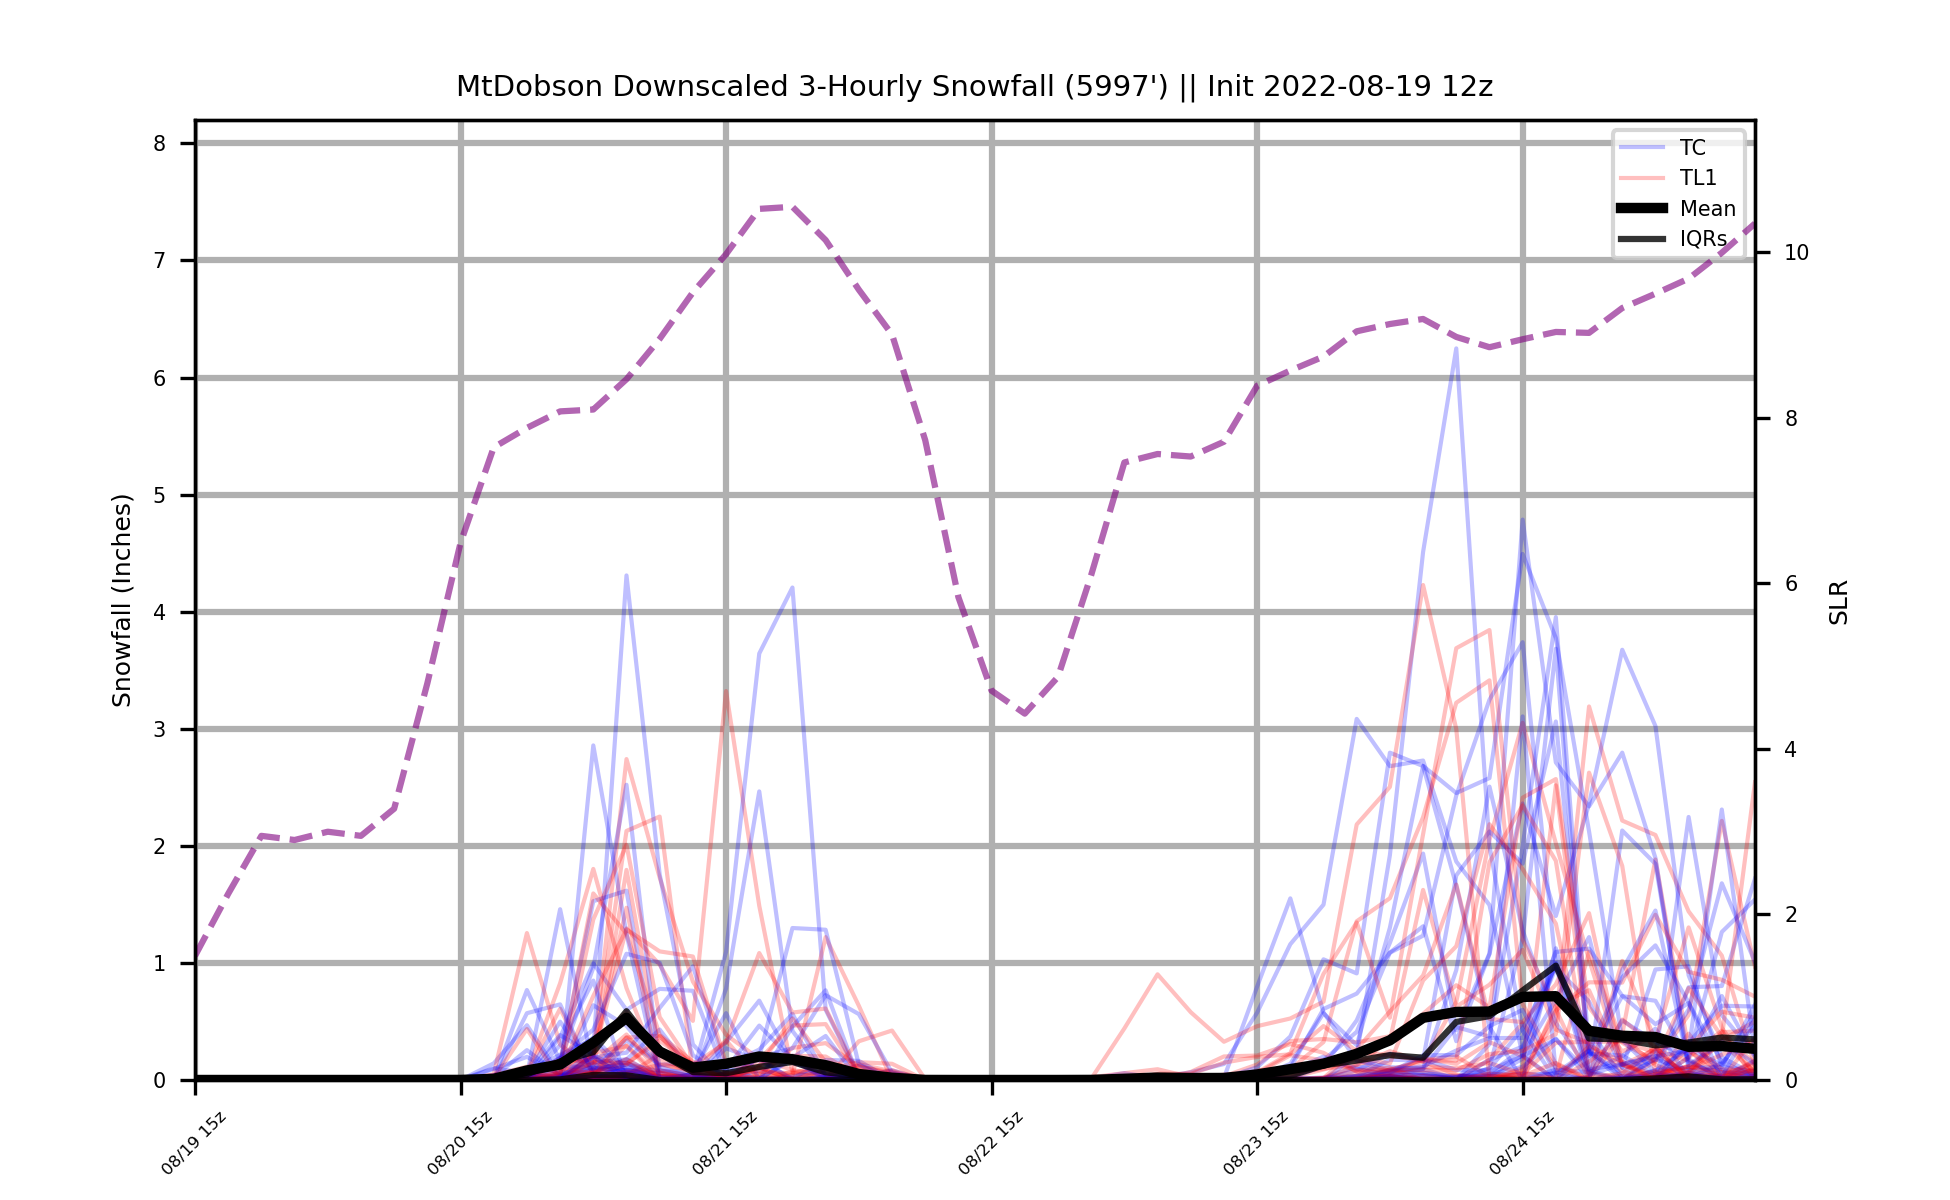 MtDobson Downscaled 3-Hourly Snowfall (5997') || Init 2022-08-19 12z
TC
TL1
Mean
IQRs
Snowfall (Inches)
8
7
6
5
4
3
2
1
0
SLR
10
8
6
4
2
0
08/19 15z
08/20 15z
08/21 15z
08/22 15z
08/23 15z
08/24 15z